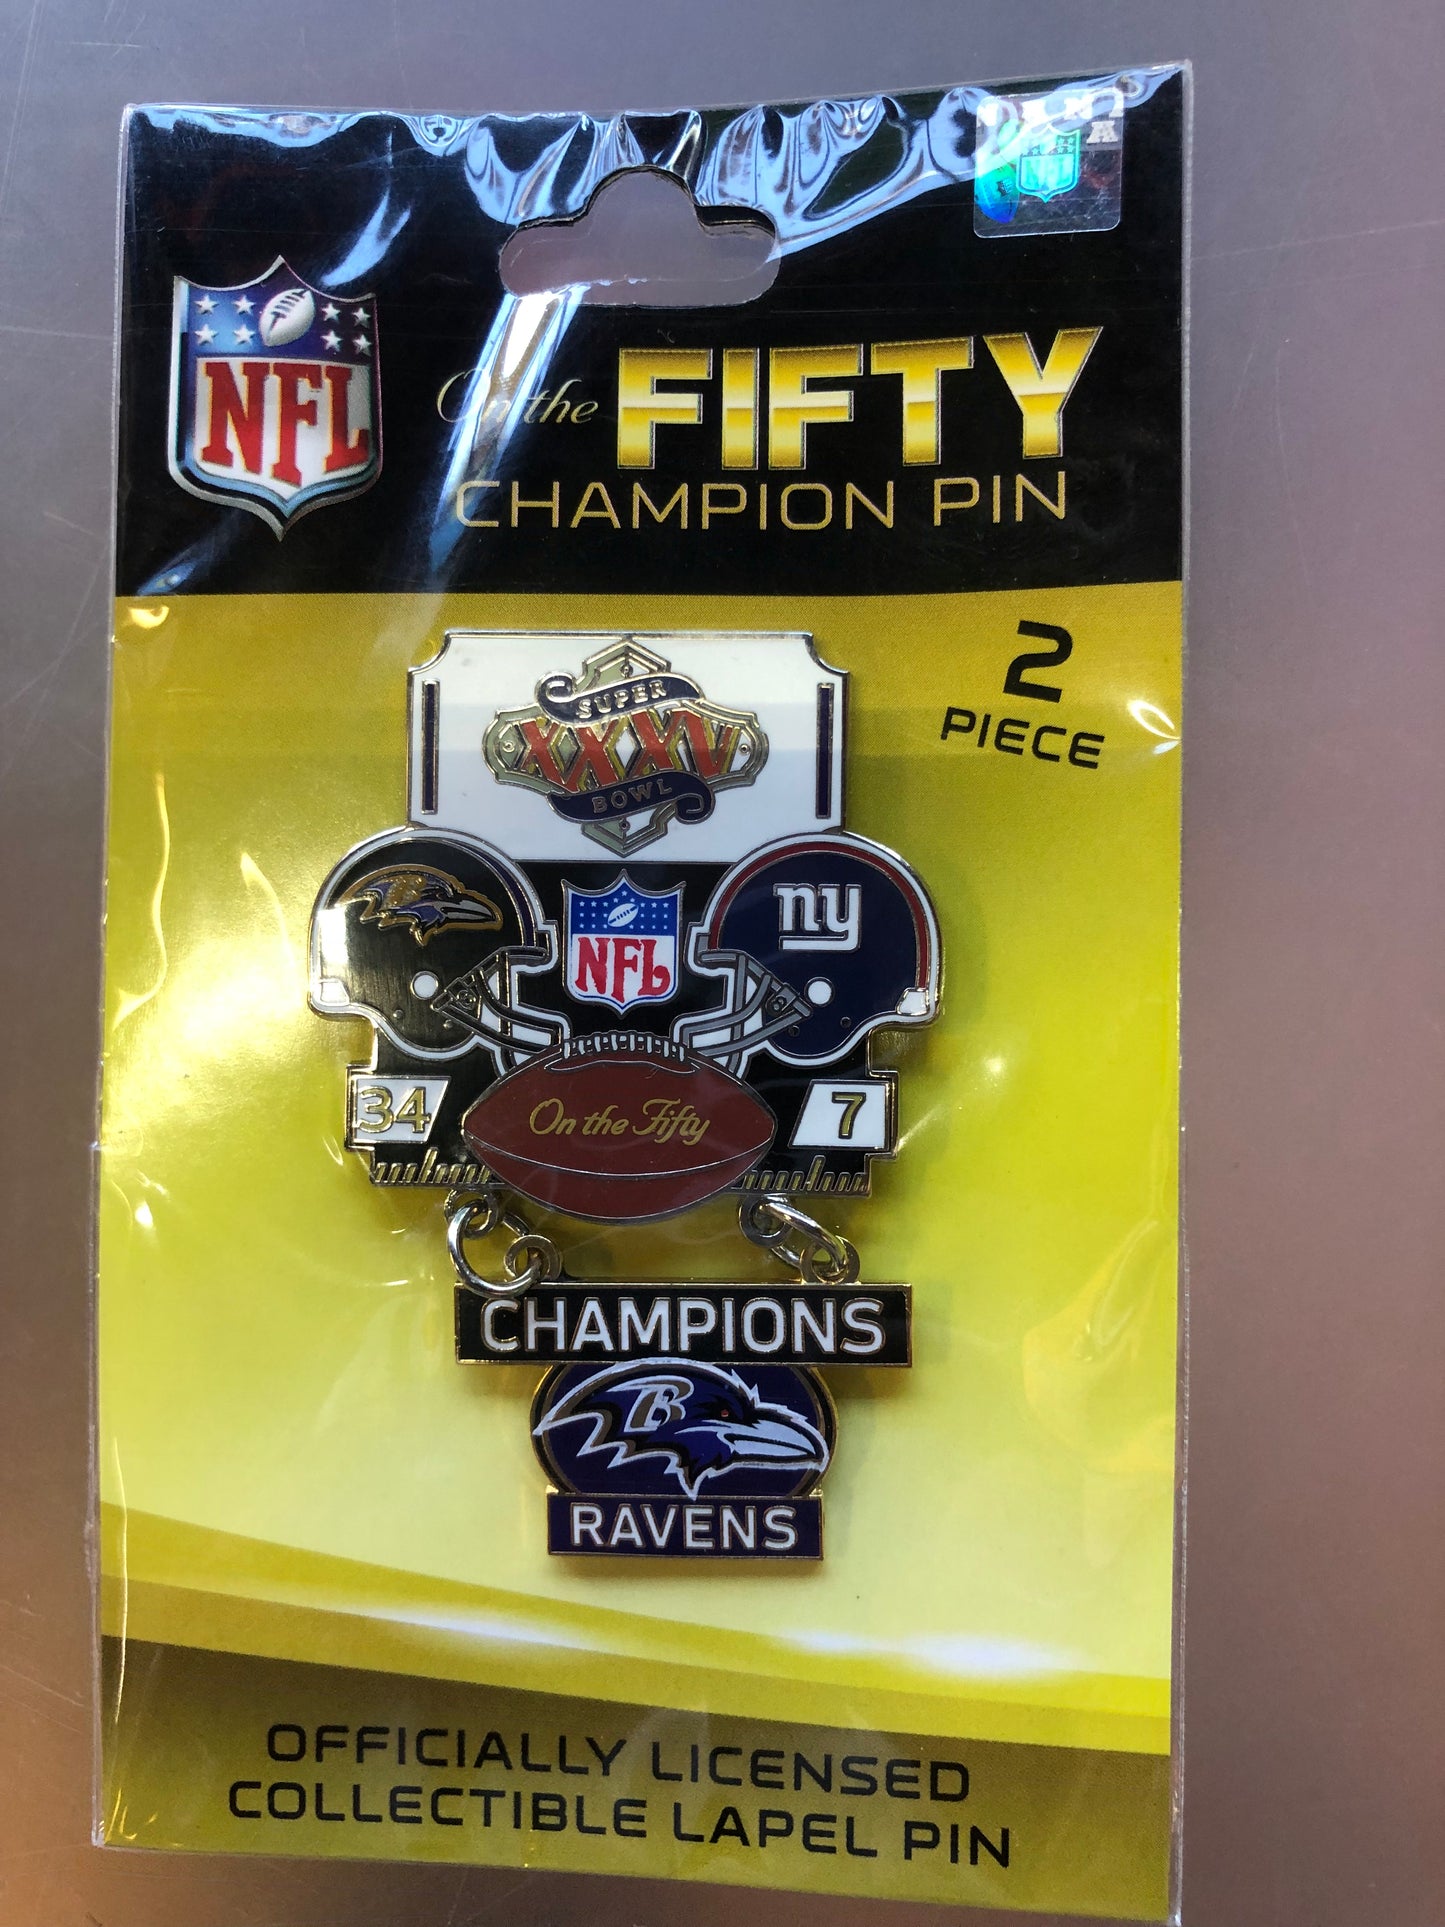 NFL
On the FIFTY
CHAMPION PIN
2
PIECE
SUPER
XXXV
BOWL
ny
NFL
34
On the Fifty
7
CHAMPIONS
B
RAVENS
OFFICIALLY LICENSED
COLLECTIBLE LAPEL PIN